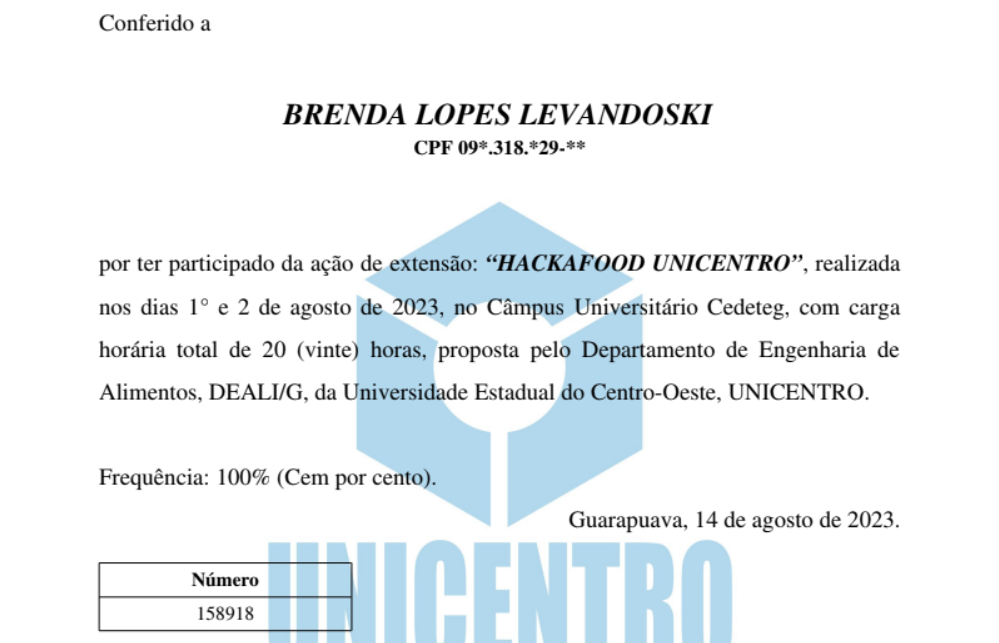 Conferido a
BRENDA LOPES LEVANDOSKI
CPF 09*.318.*29-**
por ter participado da ação de extensão: “HACKAFOOD UNICENTRO”, realizada
nos dias 1° e 2 de agosto de 2023, no Câmpus Universitário Cedeteg, com carga
horária total de 20 (vinte) horas, proposta pelo Departamento de Engenharia de
Alimentos, DEALI/G, da Universidade Estadual do Centro-Oeste, UNICENTRO.
Frequência: 100% (Cem por cento).
Guarapuava, 14 de agosto de 2023.
UNICENTRO
Número
158918